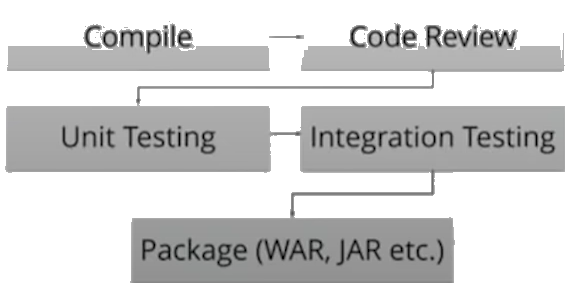 Compile
Code Review
Unit Testing
Integration Testing
Package (WAR, JAR etc.)